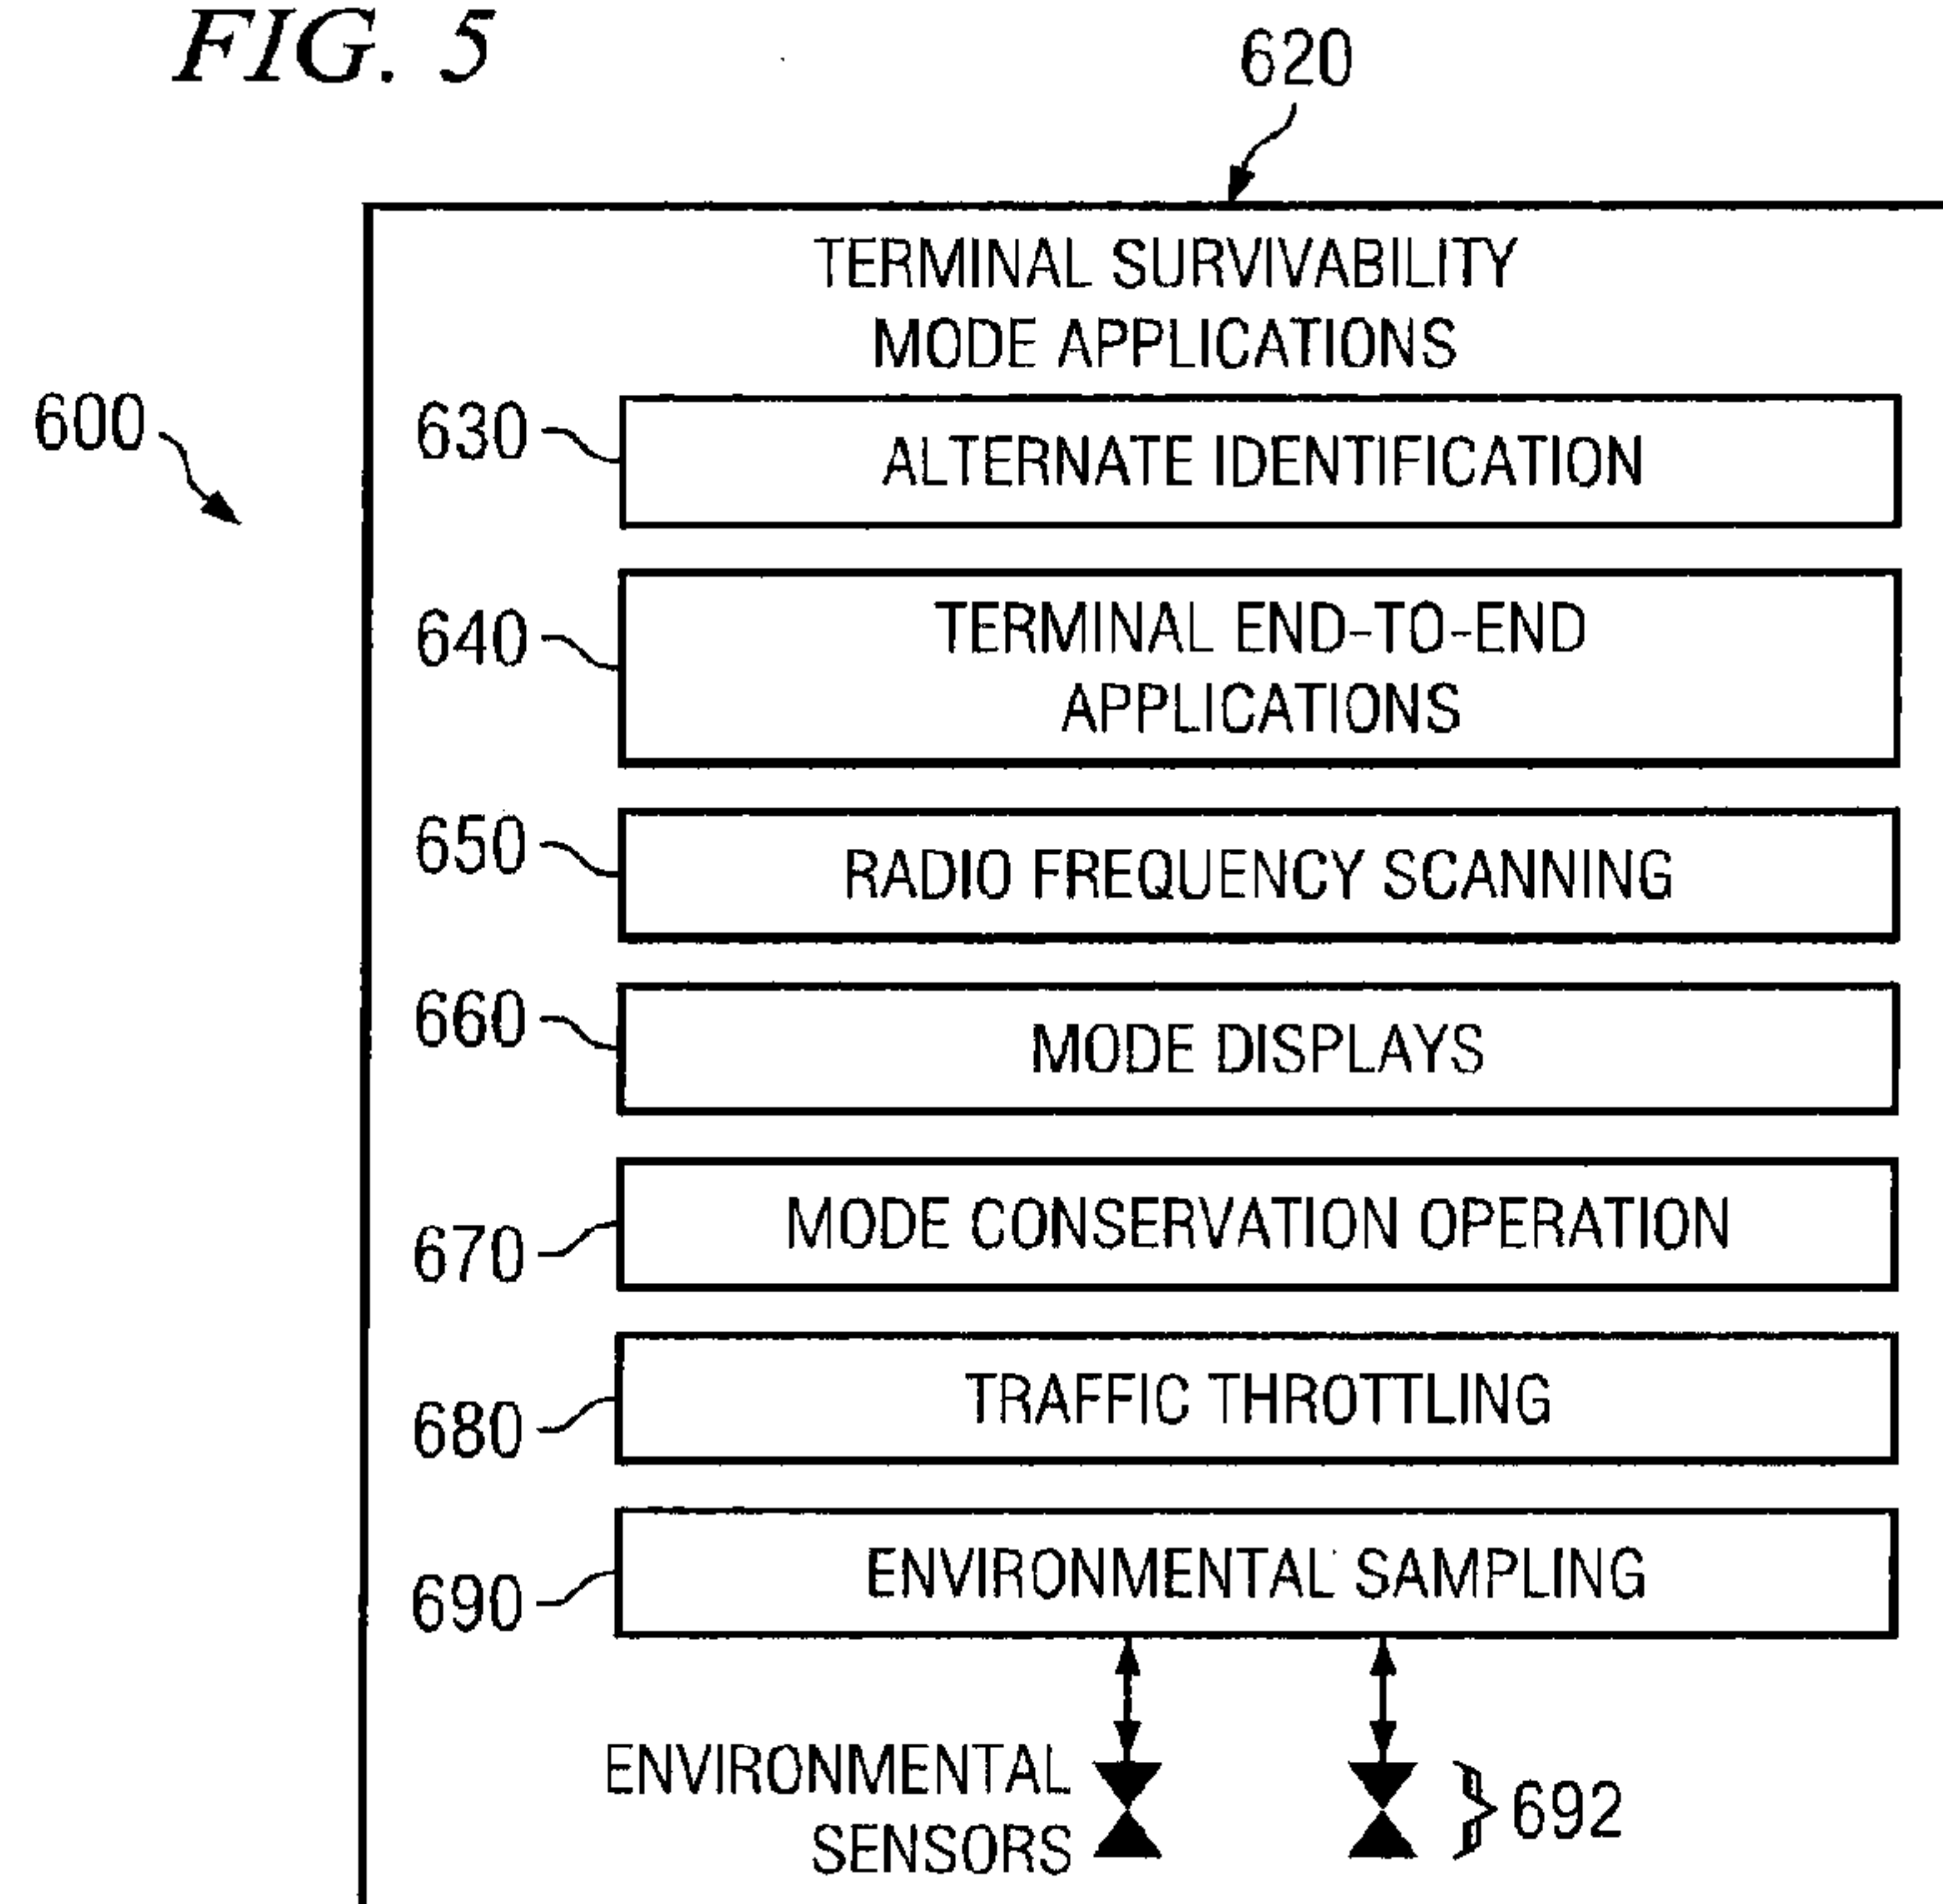 FIG. 5
620
TERMINAL SURVIVABILITY
MODE APPLICATIONS
600
630
ALTERNATE IDENTIFICATION
640
TERMINAL END-TO-END
APPLICATIONS
650
RADIO FREQUENCY SCANNING
660
MODE DISPLAYS
670
MODE CONSERVATION OPERATION
680
TRAFFIC THROTTLING
690
ENVIRONMENTAL SAMPLING
ENVIRONMENTAL
SENSORS
692